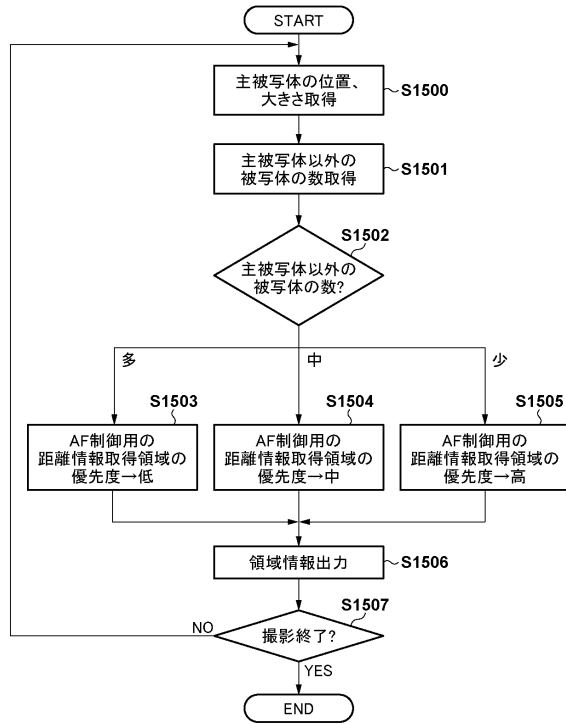 START
主被写体の位置、
大きさ取得
S1500
主被写体以外の
被写体の数取得
S1501
S1502
主被写体以外の
被写体の数?
多
中
少
S1503
S1504
S1505
AF制御用の
距離情報取得領域の
優先度→低
AF制御用の
距離情報取得領域の
優先度→中
AF制御用の
距離情報取得領域の
優先度→高
領域情報出力
S1506
S1507
撮影終了?
NO
YES
END